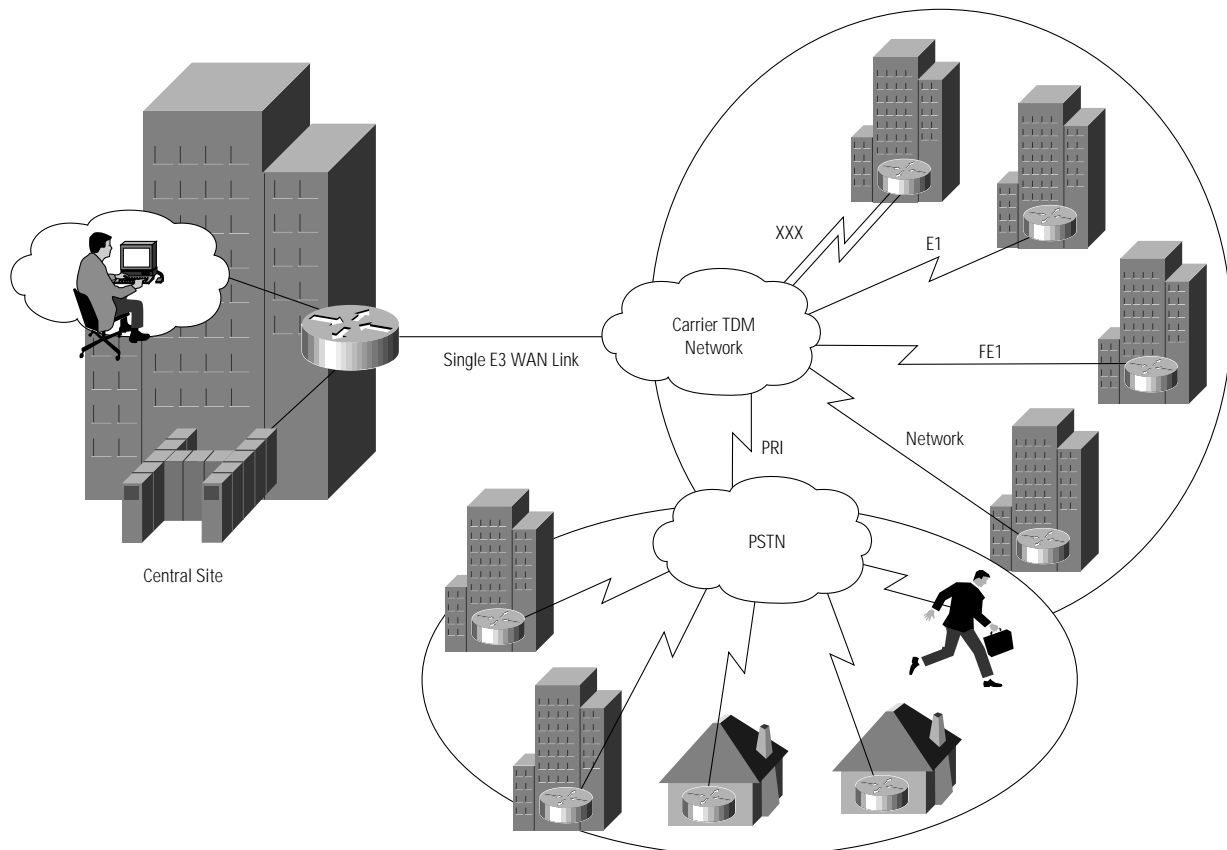 XXX
E1
Carrier TDM
Network
Single E3 WAN Link
FE1
Network
PRI
PSTN
Central Site